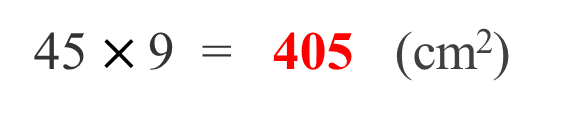 45 × 9 = 405 (cm²)